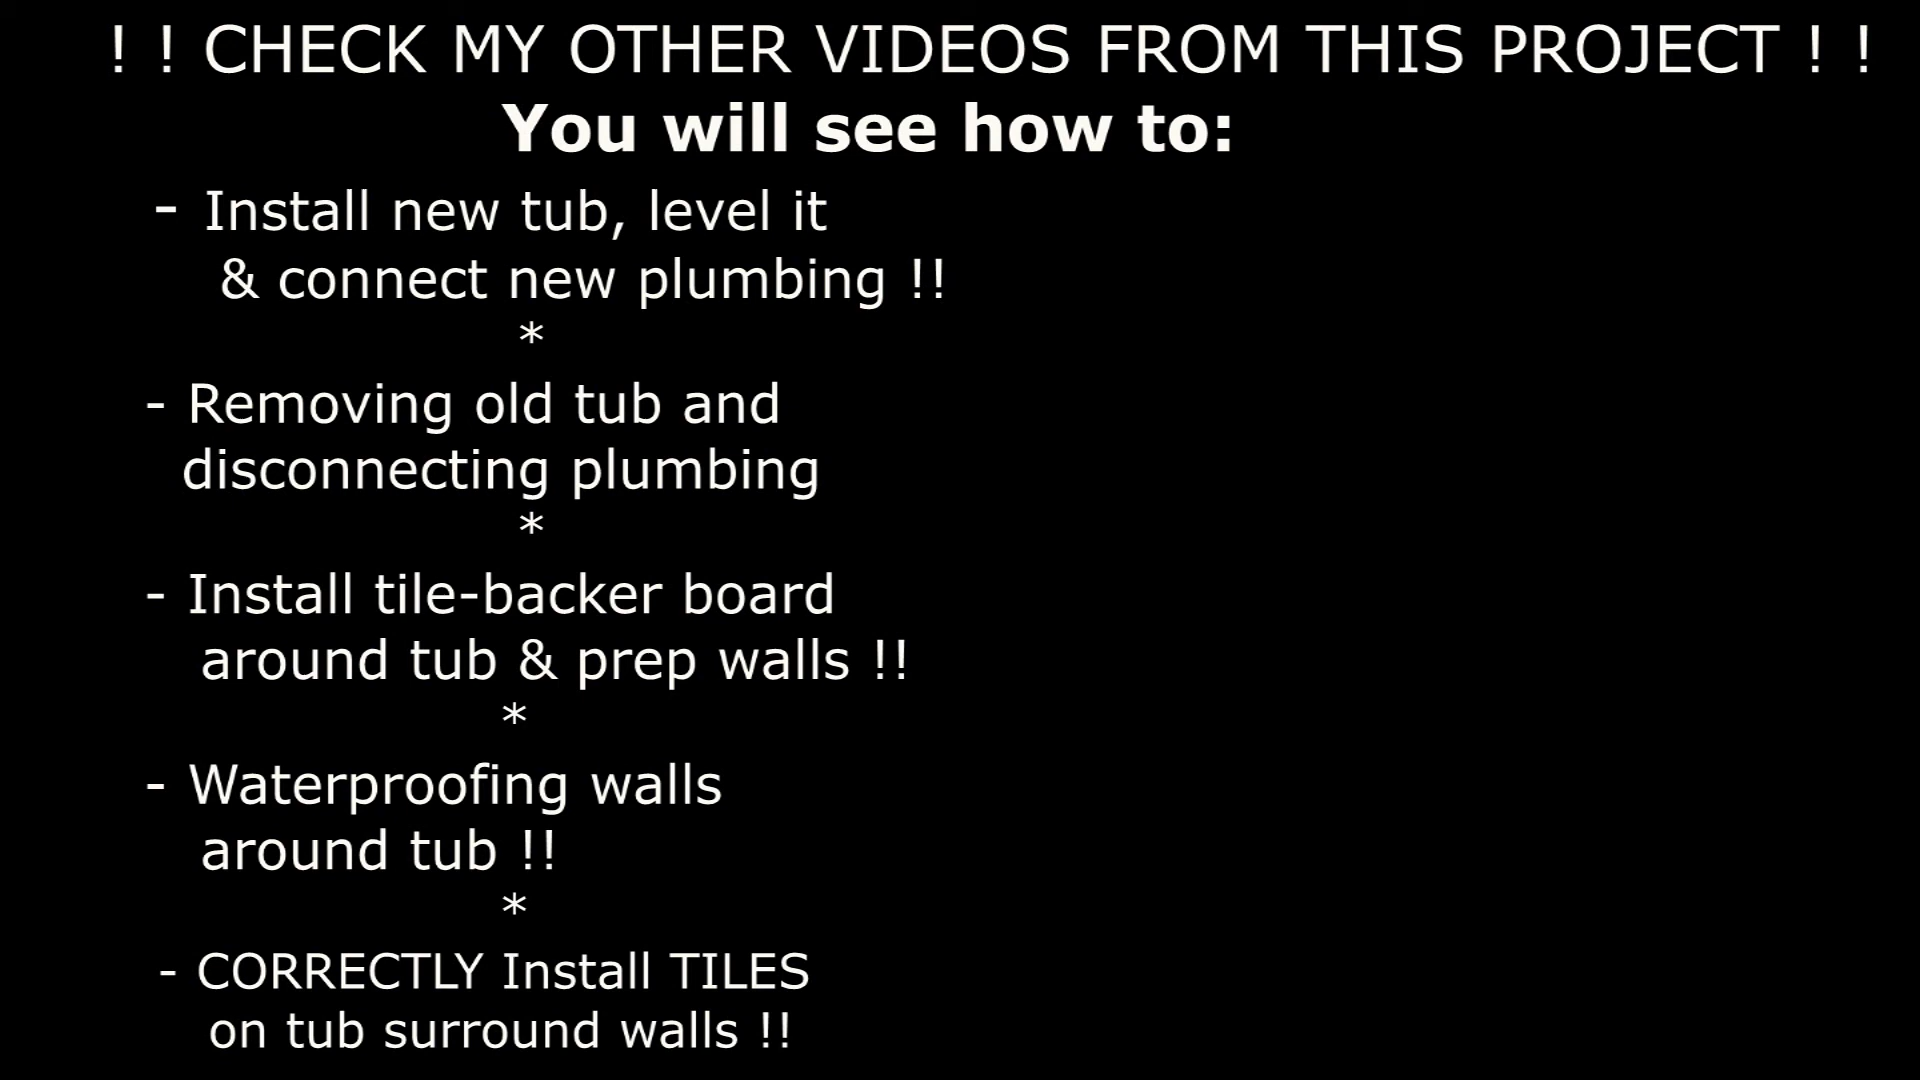 ! ! CHECK MY OTHER VIDEOS FROM THIS PROJECT ! !
You will see how to:
- Install new tub, level it
& connect new plumbing !!
*
- Removing old tub and
disconnecting plumbing
*
- Install tile-backer board
around tub & prep walls !!
*
- Waterproofing walls
around tub !!
*
- CORRECTLY Install TILES
on tub surround walls !!